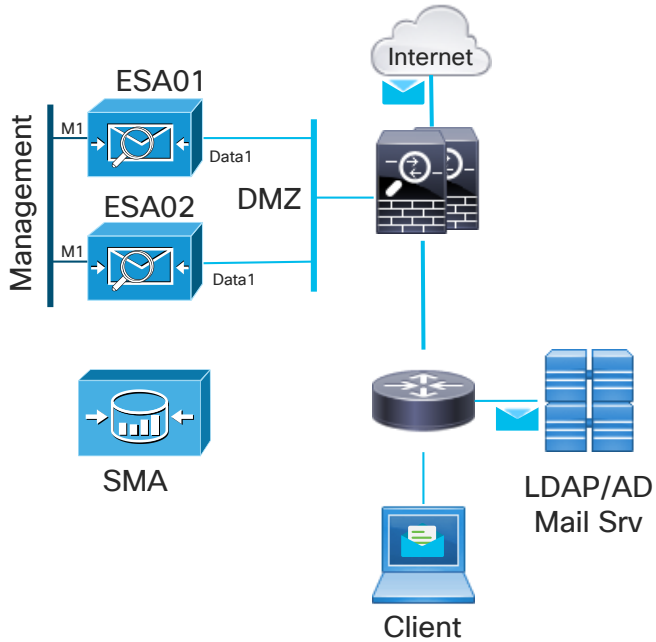 Internet
ESA01
M1
Data1
ESA02
DMZ
Management
M1
Data1
SMA
LDAP/AD
Mail Srv
Client